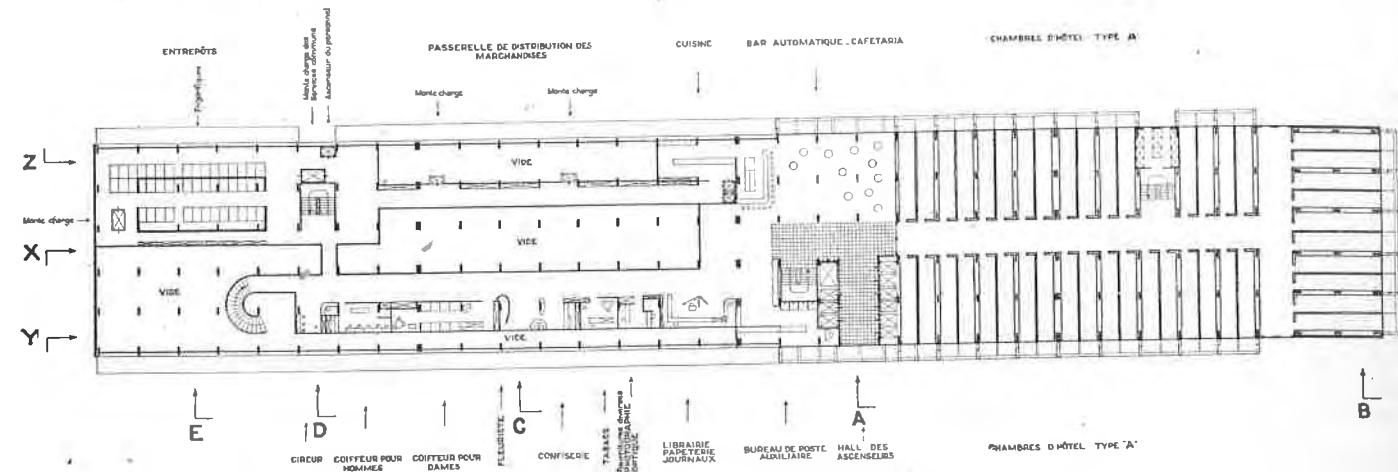 ENTREPÔTS
Frigorifiques
Monte charge des
Services communs
Ascenseur du personnel
PASSERELLE DE DISTRIBUTION DES
MARCHANDISES
Monte charge
Monte charge
CUISINE
BAR AUTOMATIQUE - CAFETARIA
CHAMBRES D'HÔTEL TYPE "A"
Z
VIDE
Monte charge
X
VIDE
VIDE
Y
VIDE
E
D
C
A
B
CIREUR
COIFFEUR POUR
HOMMES
COIFFEUR POUR
DAMES
FLEURISTE
CONFISERIE
TABACS
PHOTOGRAPHIE
OPTIQUE
LIBRAIRIE
PAPETERIE
JOURNAUX
BUREAU DE POSTE
AUXILIAIRE
HALL DES
ASCENSEURS
CHAMBRES D'HÔTEL TYPE "A"